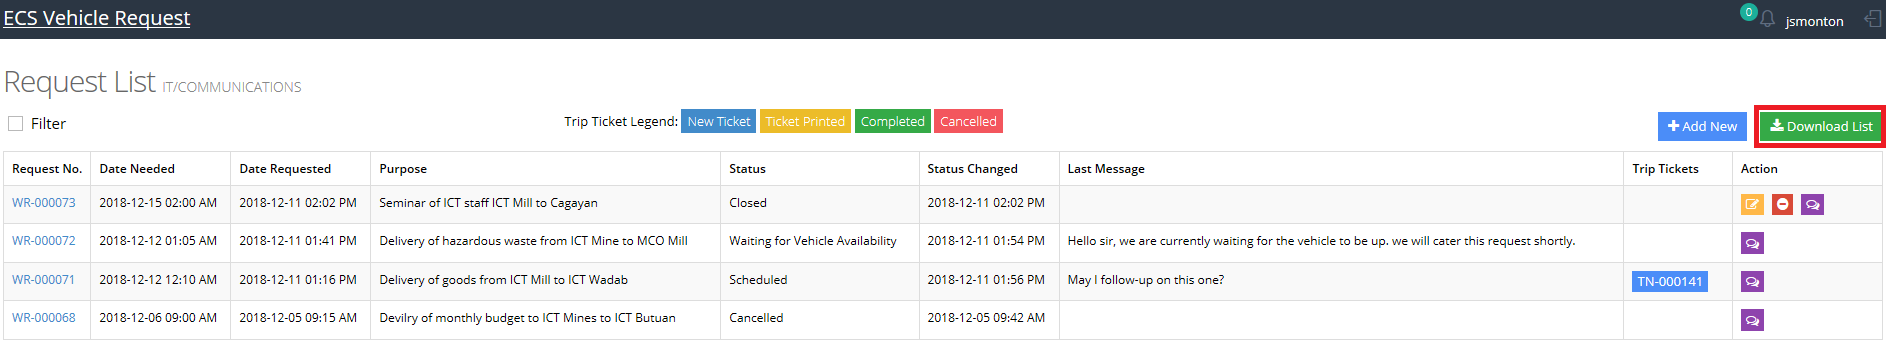 ECS Vehicle Request
0 jsmonton
Request List IT/COMMUNICATIONS
Filter Trip Ticket Legend: New Ticket Ticket Printed Completed Cancelled Add New Download List
Request No. Date Needed Date Requested Purpose Status Status Changed Last Message Trip Tickets Action
WR-000073 2018-12-15 02:00 AM 2018-12-11 02:02 PM Seminar of ICT staff ICT Mill to Cagayan Closed 2018-12-11 02:02 PM
WR-000072 2018-12-12 01:05 AM 2018-12-11 01:41 PM Delivery of hazardous waste from ICT Mine to MCO Mill Waiting for Vehicle Availability 2018-12-11 01:54 PM Hello sir, we are currently waiting for the vehicle to be up. we will cater this request shortly.
WR-000071 2018-12-12 12:10 AM 2018-12-11 01:16 PM Delivery of goods from ICT Mill to ICT Wadab Scheduled 2018-12-11 01:56 PM May I follow-up on this one? TN-000141
WR-000068 2018-12-06 09:00 AM 2018-12-05 09:15 AM Devilry of monthly budget to ICT Mines to ICT Butuan Cancelled 2018-12-05 09:42 AM